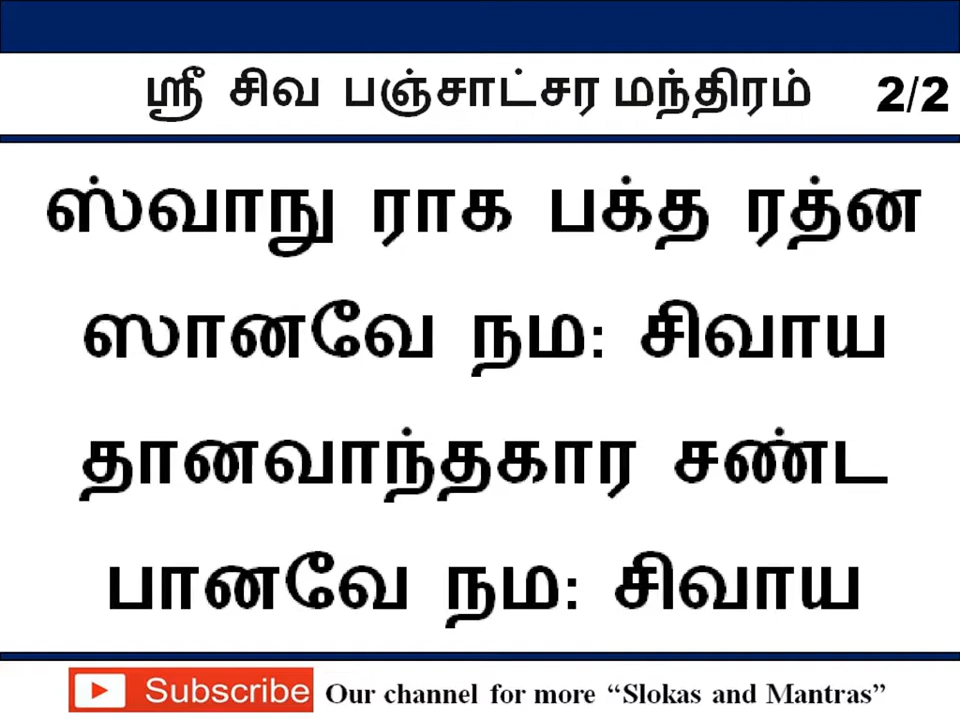 ஸ்ரீ சிவ பஞ்சாட்சர மந்திரம் 2/2
ஸ்வாநு ராக பக்த ரத்ன
ஸானவே நம: சிவாய
தானவாந்தகார சண்ட
பானவே நம: சிவாய
Subscribe Our channel for more “Slokas and Mantras”